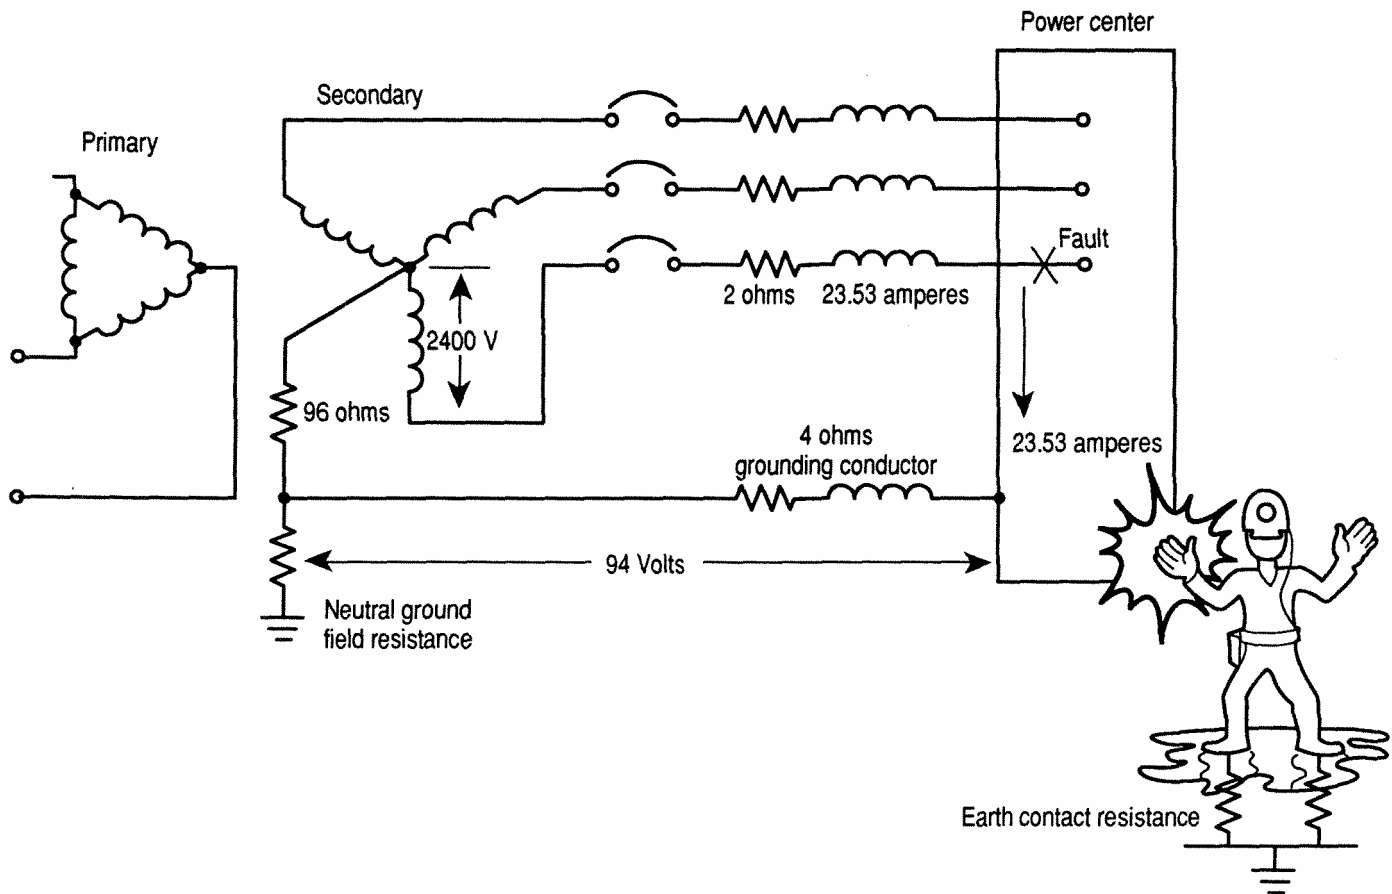 Power center
Secondary
Primary
Fault
2 ohms
23.53 amperes
2400 V
96 ohms
4 ohms
grounding conductor
23.53 amperes
94 Volts
Neutral ground
field resistance
Earth contact resistance